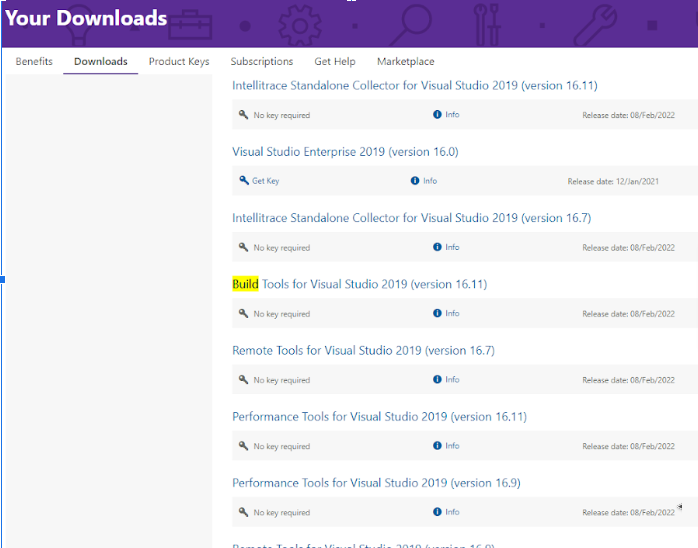 Your Downloads
Benefits Downloads Product Keys Subscriptions Get Help Marketplace
Intellitrace Standalone Collector for Visual Studio 2019 (version 16.11)
No key required Info Release date: 08/Feb/2022
Visual Studio Enterprise 2019 (version 16.0)
Get Key Info Release date: 12/Jan/2021
Intellitrace Standalone Collector for Visual Studio 2019 (version 16.7)
No key required Info Release date: 08/Feb/2022
Build Tools for Visual Studio 2019 (version 16.11)
No key required Info Release date: 08/Feb/2022
Remote Tools for Visual Studio 2019 (version 16.7)
No key required Info Release date: 08/Feb/2022
Performance Tools for Visual Studio 2019 (version 16.11)
No key required Info Release date: 08/Feb/2022
Performance Tools for Visual Studio 2019 (version 16.9)
No key required Info Release date: 08/Feb/2022
Remote Tools for Visual Studio 2019 (version